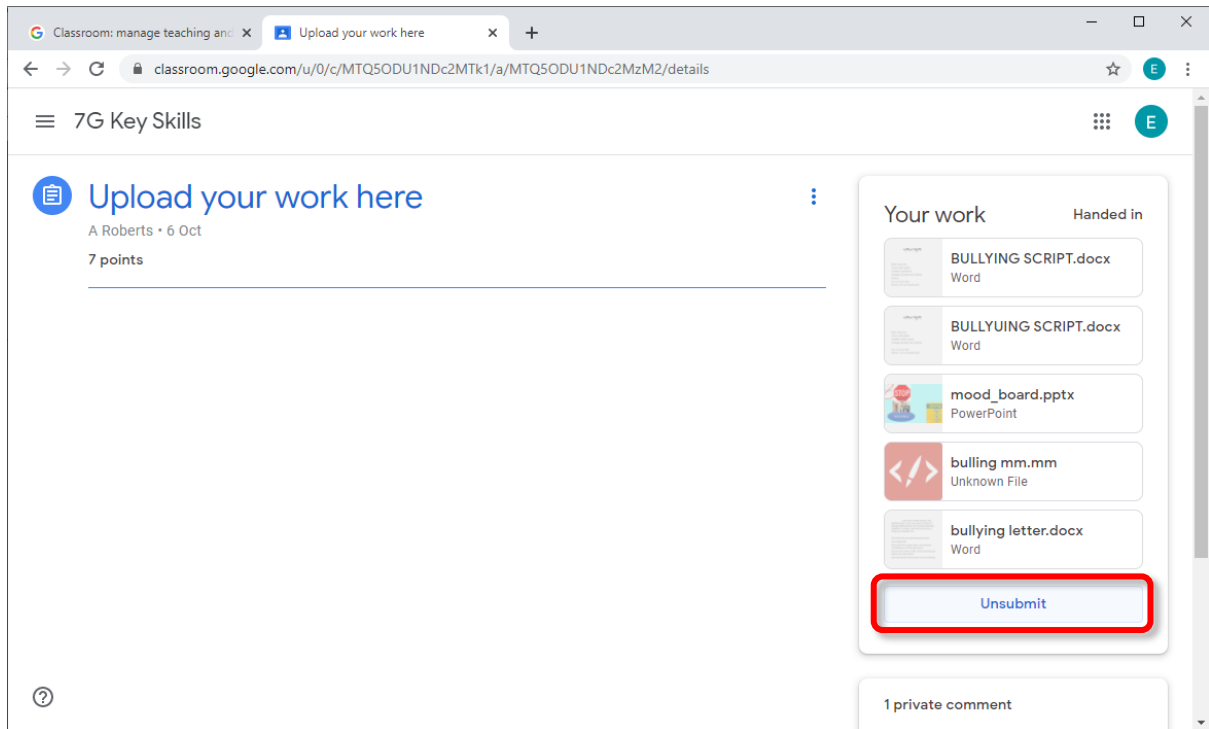 Classroom: manage teaching and
Upload your work here
classroom.google.com/u/0/c/MTQ5ODU1NDc2MTk1/a/MTQ5ODU1NDc2MzM2/details
E
7G Key Skills
E
Upload your work here
A Roberts • 6 Oct
7 points
Your work
Handed in
BULLYING SCRIPT.docx
Word
BULLYUING SCRIPT.docx
Word
STOP
mood_board.pptx
PowerPoint
bulling mm.mm
Unknown File
bullying letter.docx
Word
Unsubmit
1 private comment